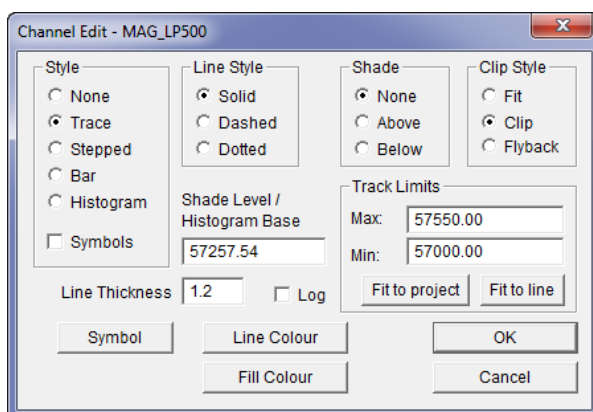 Channel Edit - MAG_LP500
Style
None
Trace
Stepped
Bar
Histogram
Symbols
Line Style
Solid
Dashed
Dotted
Shade
None
Above
Below
Clip Style
Fit
Clip
Flyback
Shade Level /
Histogram Base
57257.54
Track Limits
Max: 57550.00
Min: 57000.00
Fit to project Fit to line
Line Thickness 1.2 Log
Symbol Line Colour OK
Fill Colour Cancel